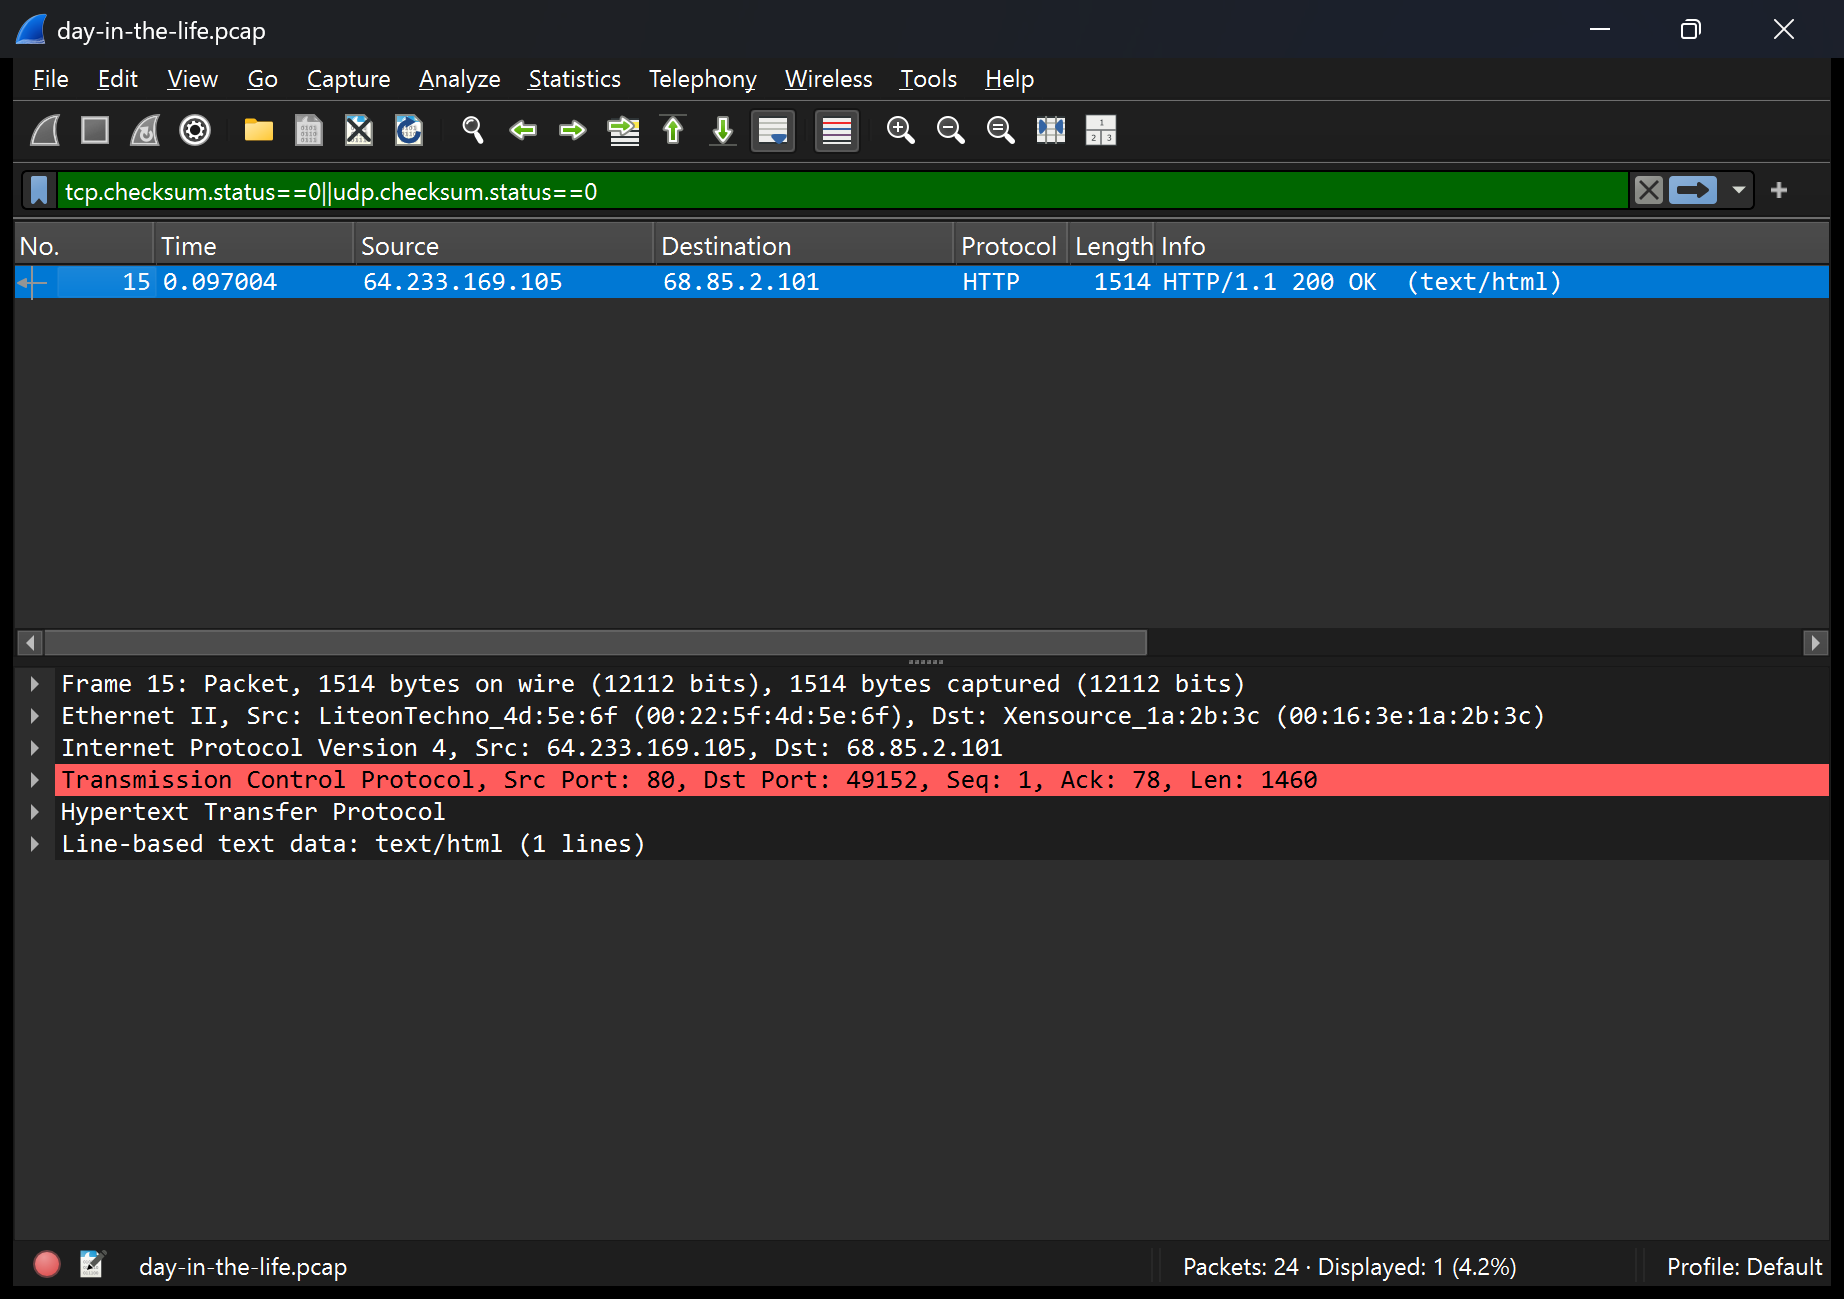 day-in-the-life.pcap
File Edit View Go Capture Analyze Statistics Telephony Wireless Tools Help
tcp.checksum.status==0||udp.checksum.status==0
No. Time Source Destination Protocol Length Info
15 0.097004 64.233.169.105 68.85.2.101 HTTP 1514 HTTP/1.1 200 OK (text/html)
Frame 15: Packet, 1514 bytes on wire (12112 bits), 1514 bytes captured (12112 bits)
Ethernet II, Src: LiteonTechno_4d:5e:6f (00:22:5f:4d:5e:6f), Dst: Xensource_1a:2b:3c (00:16:3e:1a:2b:3c)
Internet Protocol Version 4, Src: 64.233.169.105, Dst: 68.85.2.101
Transmission Control Protocol, Src Port: 80, Dst Port: 49152, Seq: 1, Ack: 78, Len: 1460
Hypertext Transfer Protocol
Line-based text data: text/html (1 lines)
day-in-the-life.pcap Packets: 24 · Displayed: 1 (4.2%) Profile: Default